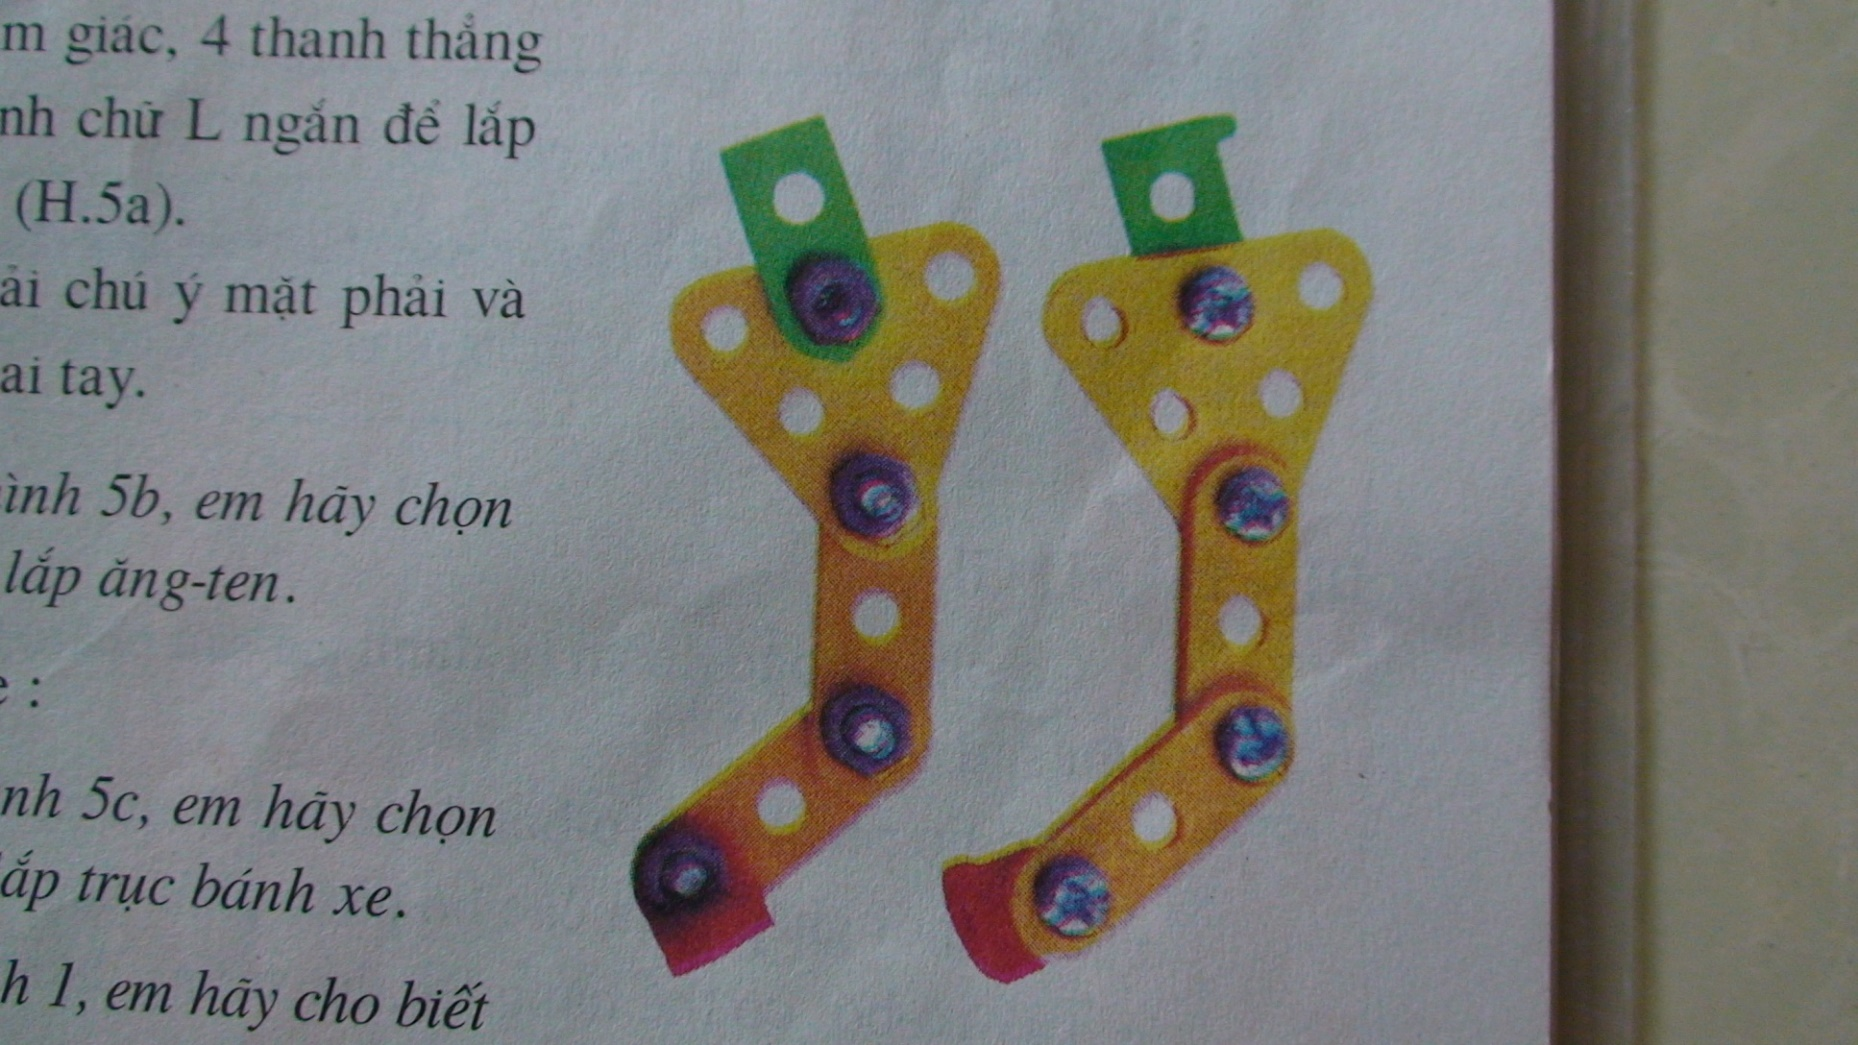 m giác, 4 thanh thẳng
nh chữ L ngắn để lắp
(H.5a).
ải chú ý mặt phải và
ai tay.
ình 5b, em hãy chọn
lắp ăng-ten.
e :
nh 5c, em hãy chọn
ắp trục bánh xe.
h 1, em hãy cho biết